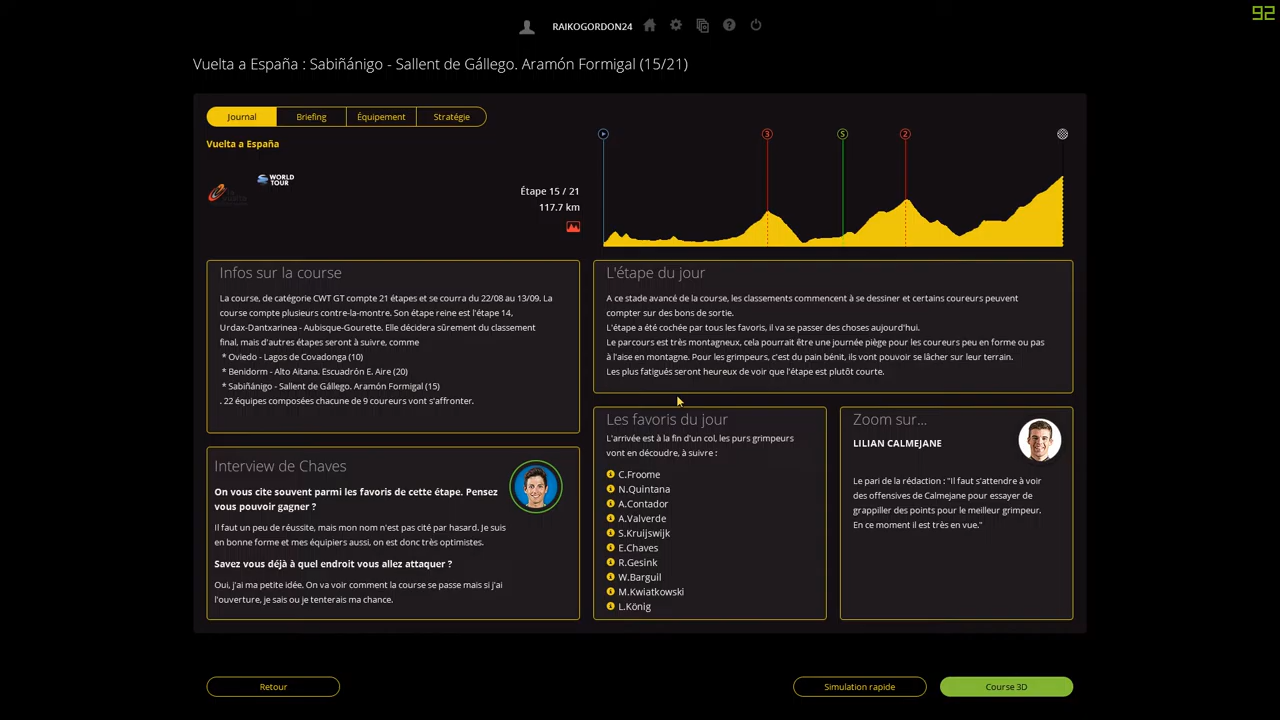 92
RAIKOGORDON24
Vuelta a España : Sabiñánigo - Sallent de Gállego. Aramón Formigal (15/21)
Journal
Briefing
Équipement
Stratégie
Vuelta a España
WORLD
TOUR
Étape 15 / 21
117.7 km
3
S
2
Infos sur la course
La course, de catégorie CWT GT compte 21 étapes et se courra du 22/08 au 13/09. La
course compte plusieurs contre-la-montre. Son étape reine est l'étape 14,
Urdax-Dantxarinea - Aubisque-Gourette. Elle décidera sûrement du classement
final, mais d'autres étapes seront à suivre, comme
* Oviedo - Lagos de Covadonga (10)
* Benidorm - Alto Aitana. Escuadrón E. Aire (20)
* Sabiñánigo - Sallent de Gállego. Aramón Formigal (15)
. 22 équipes composées chacune de 9 coureurs vont s'affronter.
L'étape du jour
A ce stade avancé de la course, les classements commencent à se dessiner et certains coureurs peuvent
compter sur des bons de sortie.
L'étape a été cochée par tous les favoris, il va se passer des choses aujourd'hui.
Le parcours est très montagneux, cela pourrait être une journée piège pour les coureurs peu en forme ou pas
à l'aise en montagne. Pour les grimpeurs, c'est du pain bénit, ils vont pouvoir se lâcher sur leur terrain.
Les plus fatigués seront heureux de voir que l'étape est plutôt courte.
Interview de Chaves
On vous cite souvent parmi les favoris de cette étape. Pensez
vous pouvoir gagner ?
Il faut un peu de réussite, mais mon nom n'est pas cité par hasard. Je suis
en bonne forme et mes équipiers aussi, on est donc très optimistes.
Savez vous déjà à quel endroit vous allez attaquer ?
Oui, j'ai ma petite idée. On va voir comment la course se passe mais si j'ai
l'ouverture, je sais ou je tenterais ma chance.
Les favoris du jour
L'arrivée est à la fin d'un col, les purs grimpeurs
vont en découdre, à suivre :
C.Froome
N.Quintana
A.Contador
A.Valverde
S.Kruijswijk
E.Chaves
R.Gesink
W.Barguil
M.Kwiatkowski
L.König
Zoom sur...
LILIAN CALMEJANE
Le pari de la rédaction : "Il faut s'attendre à voir
des offensives de Calmejane pour essayer de
grappiller des points pour le meilleur grimpeur.
En ce moment il est très en vue."
Retour
Simulation rapide
Course 3D